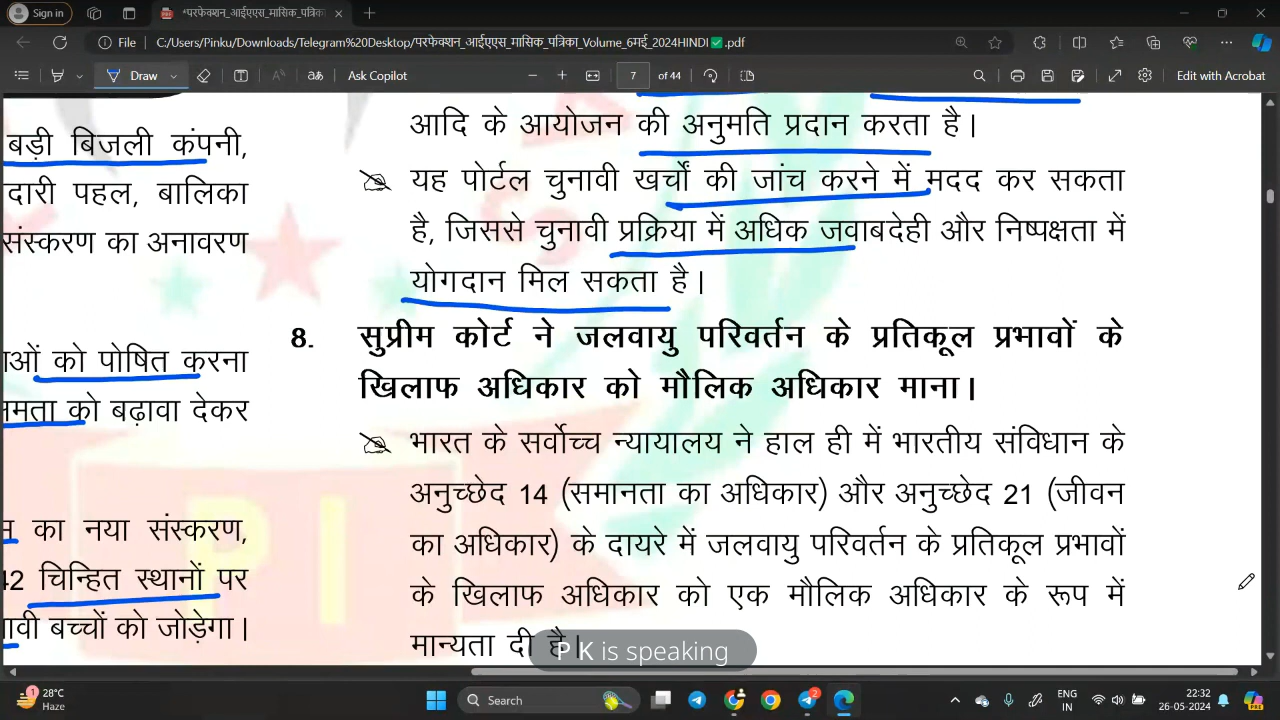 Sign in
*परफेक्शन_आईएएस_मासिक_पत्रिका
File
C:/Users/Pinku/Downloads/Telegram%20Desktop/परफेक्शन_आईएएस_मासिक_पत्रिका_Volume_6मई_2024HINDI✅.pdf
Draw
Ask Copilot
7 of 44
Edit with Acrobat
बड़ी बिजली कंपनी,
दारी पहल, बालिका
संस्करण का अनावरण
ओं को पोषित करना
क्षमता को बढ़ावा देकर
का नया संस्करण,
42 चिन्हित स्थानों पर
बच्चों को जोड़ेगा।
आदि के आयोजन की अनुमति प्रदान करता है।
यह पोर्टल चुनावी खर्चों की जांच करने में मदद कर सकता
है, जिससे चुनावी प्रक्रिया में अधिक जवाबदेही और निष्पक्षता में
योगदान मिल सकता है।
8. सुप्रीम कोर्ट ने जलवायु परिवर्तन के प्रतिकूल प्रभावों के
खिलाफ अधिकार को मौलिक अधिकार माना।
भारत के सर्वोच्च न्यायालय ने हाल ही में भारतीय संविधान के
अनुच्छेद 14 (समानता का अधिकार) और अनुच्छेद 21 (जीवन
का अधिकार) के दायरे में जलवायु परिवर्तन के प्रतिकूल प्रभावों
के खिलाफ अधिकार को एक मौलिक अधिकार के रूप में
मान्यता दी है।
PI
P K is speaking
28°C
Haze
Search
ENG
IN
22:32
26-05-2024